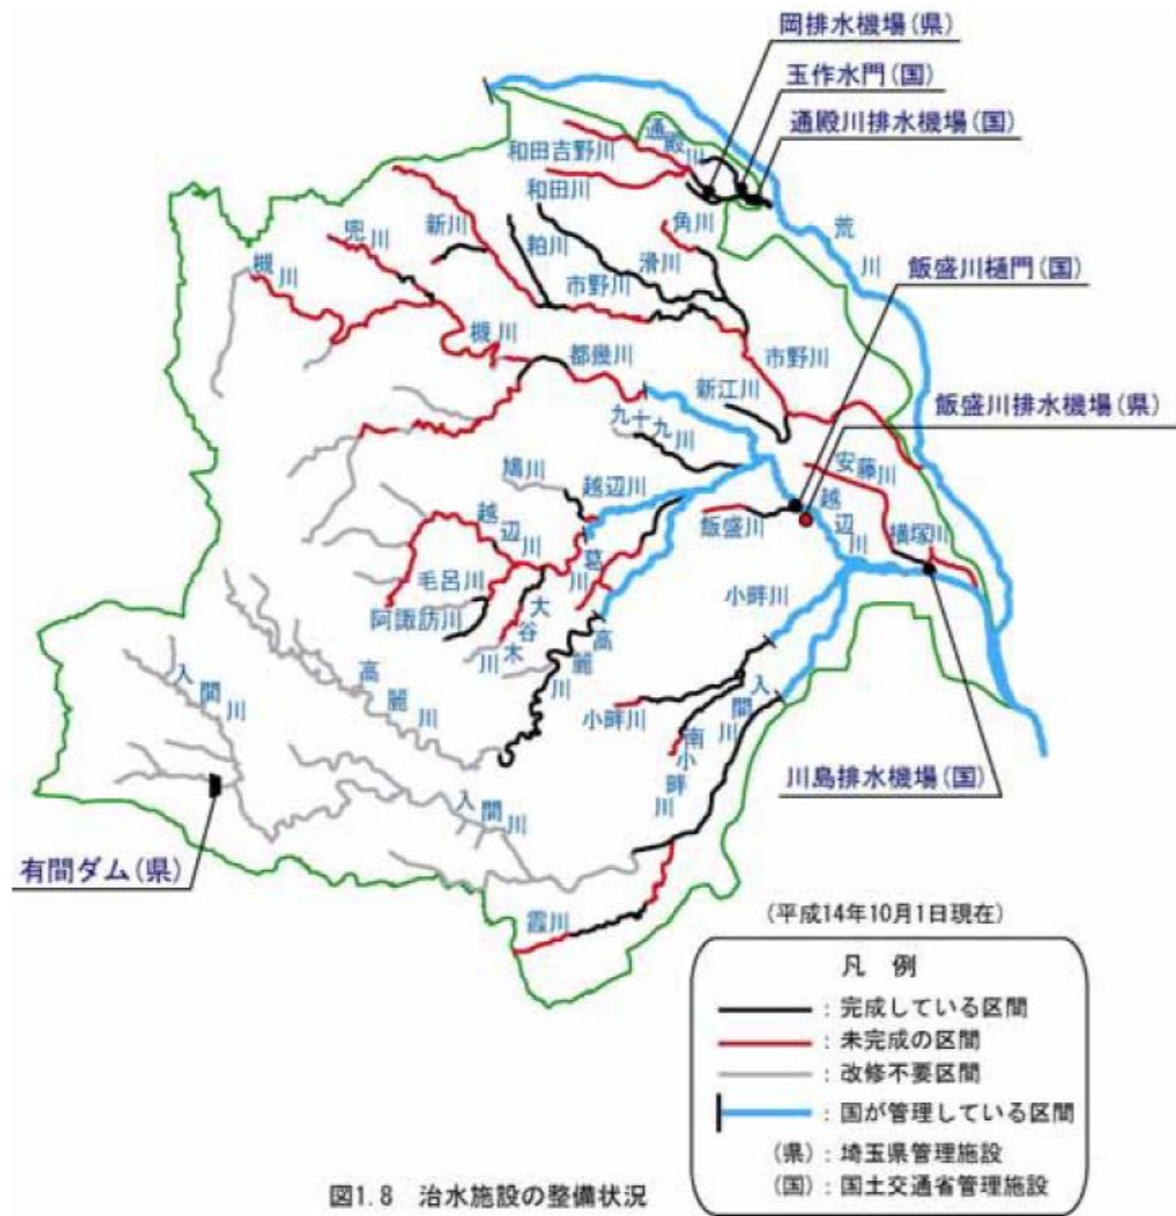 岡排水機場(県)
玉作水門(国)
通殿川排水機場(国)
通殿川
和田吉野川
和田川
角川
荒川
新川
兜川
粕川
滑川
槻川
市野川
飯盛川樋門(国)
槻川
都幾川
市野川
新江川
飯盛川排水機場(県)
九十九川
安藤川
鳩川
越辺川
越辺川
越辺川
飯盛川
横塚川
葛川
毛呂川
大谷木川
小畔川
阿諏訪川
高麗川
高麗川
入間川
入間川
小畔川
南小畔川
川島排水機場(国)
入間川
有間ダム(県)
霞川
(平成14年10月1日現在)
凡 例
:完成している区間
:未完成の区間
:改修不要区間
:国が管理している区間
(県):埼玉県管理施設
(国):国土交通省管理施設
図1.8 治水施設の整備状況